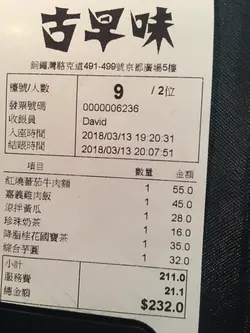 古早味
銅鑼灣駱克道491-499號京都廣場5樓
檯號/人數 9 / 2位
發票號碼 0000006236
收銀員 David
入座時間 2018/03/13 19:20:31
結賬時間 2018/03/13 20:07:51
項目 數量 金額
紅燒蕃茄牛肉麵 1 55.0
嘉義雞肉飯 1 45.0
涼拌黃瓜 1 28.0
珍珠奶茶 1 16.0
降脂桂花國寶茶 1 35.0
綜合芋圓 1 32.0
小計 211.0
服務費 21.1
總金額 $232.0